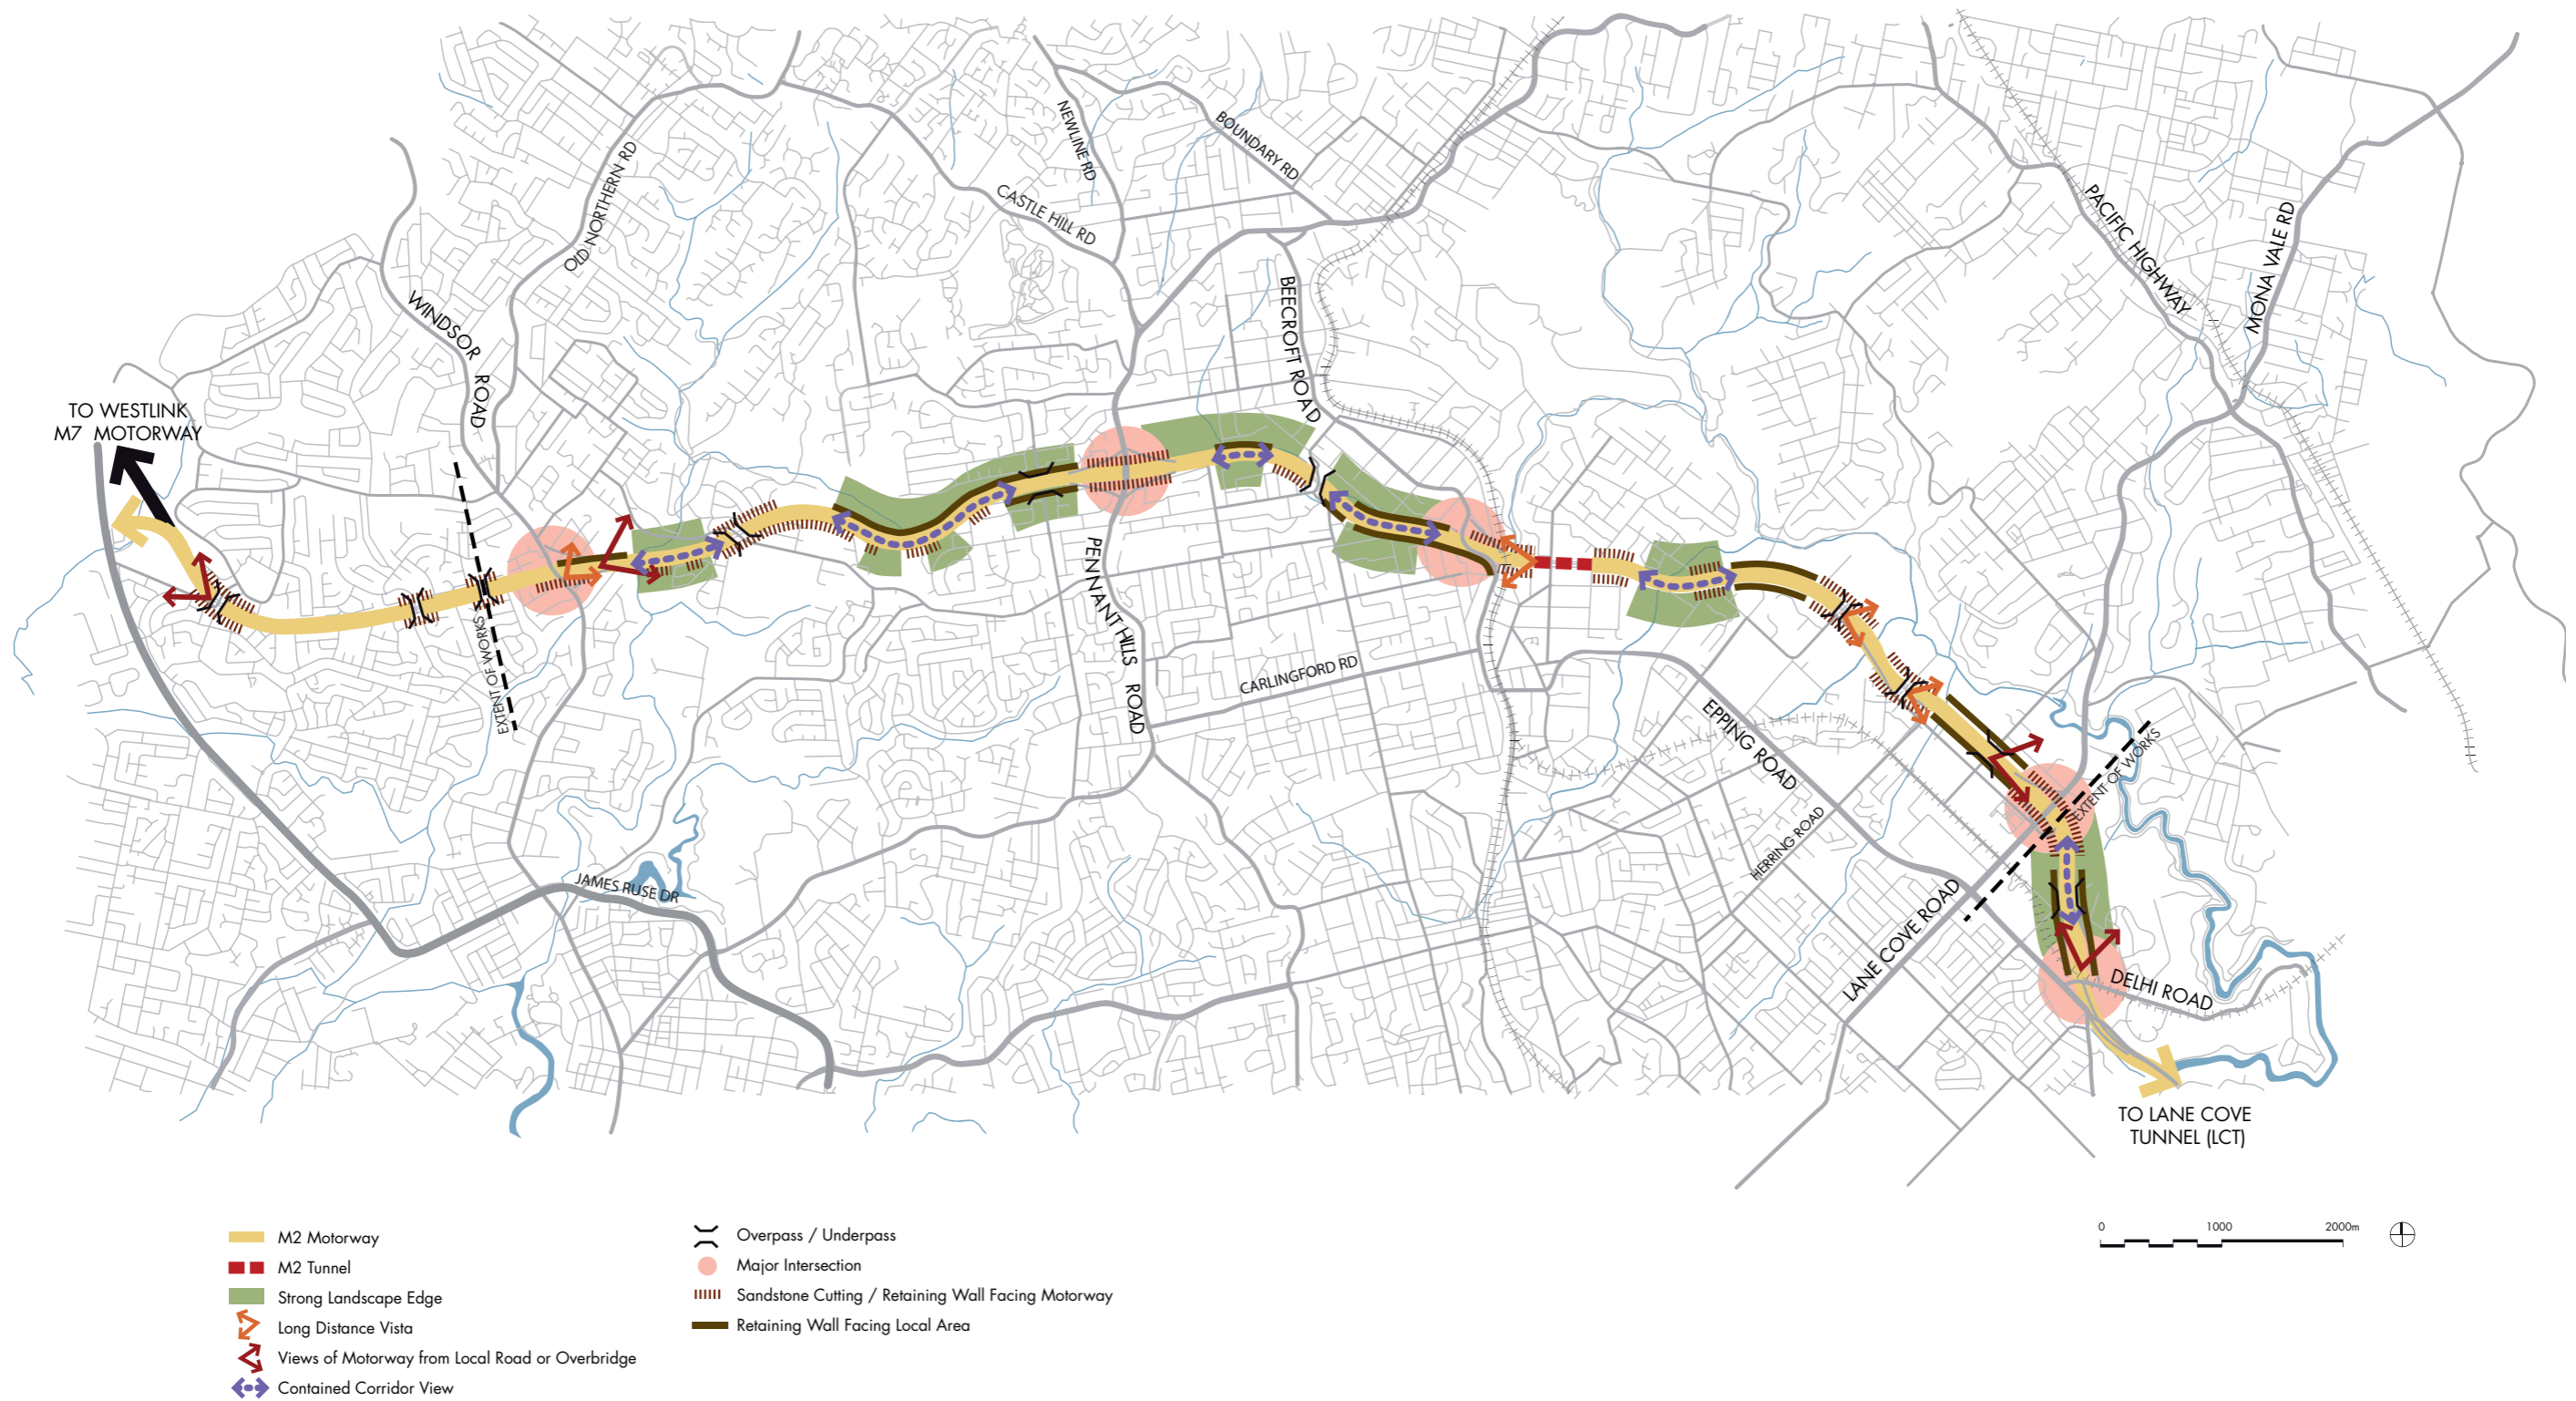 NEWLINE RD
BOUNDARY RD
OLD NORTHERN RD
CASTLE HILL RD
PACIFIC HIGHWAY
MONA VALE RD
WINDSOR ROAD
BEECROFT ROAD
TO WESTLINK
M7 MOTORWAY
EXTENT OF WORKS
PENNANT HILLS ROAD
CARLINGFORD RD
EPPING ROAD
HERRING ROAD
EXTENT OF WORKS
JAMES RUSE DR
LANE COVE ROAD
DELHI ROAD
TO LANE COVE
TUNNEL (LCT)
M2 Motorway
M2 Tunnel
Strong Landscape Edge
Long Distance Vista
Views of Motorway from Local Road or Overbridge
Contained Corridor View
Overpass / Underpass
Major Intersection
Sandstone Cutting / Retaining Wall Facing Motorway
Retaining Wall Facing Local Area
0 1000 2000m